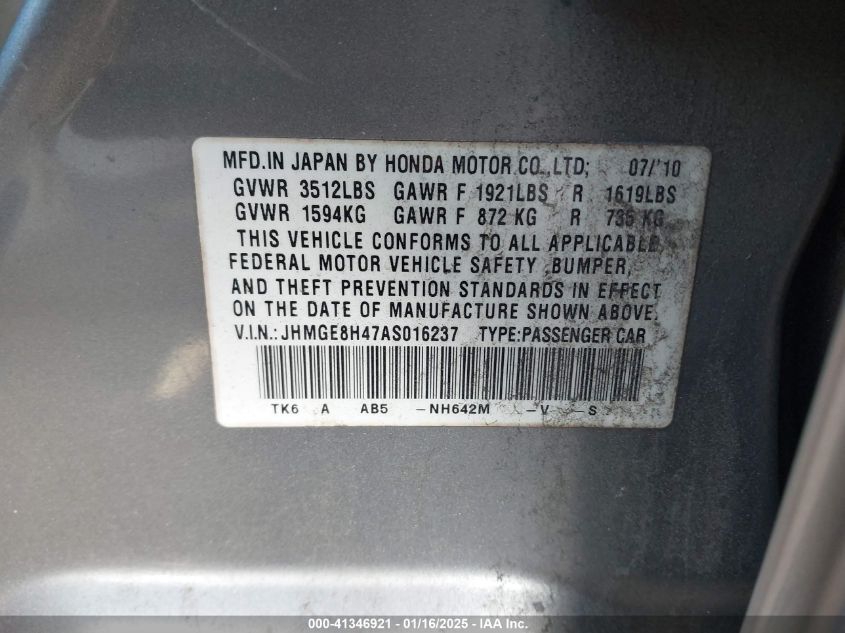 MFD.IN JAPAN BY HONDA MOTOR CO.,LTD; 07/'10
GVWR 3512LBS GAWR F 1921LBS R 1619LBS
GVWR 1594KG GAWR F 872 KG R 735 KG
THIS VEHICLE CONFORMS TO ALL APPLICABLE
FEDERAL MOTOR VEHICLE SAFETY ,BUMPER,
AND THEFT PREVENTION STANDARDS IN EFFECT
ON THE DATE OF MANUFACTURE SHOWN ABOVE.
V.I.N.: JHMGE8H47AS016237 TYPE:PASSENGER CAR
TK6 A AB5 -NH642M -V -S
000-41346921 - 01/16/2025 - IAA Inc.